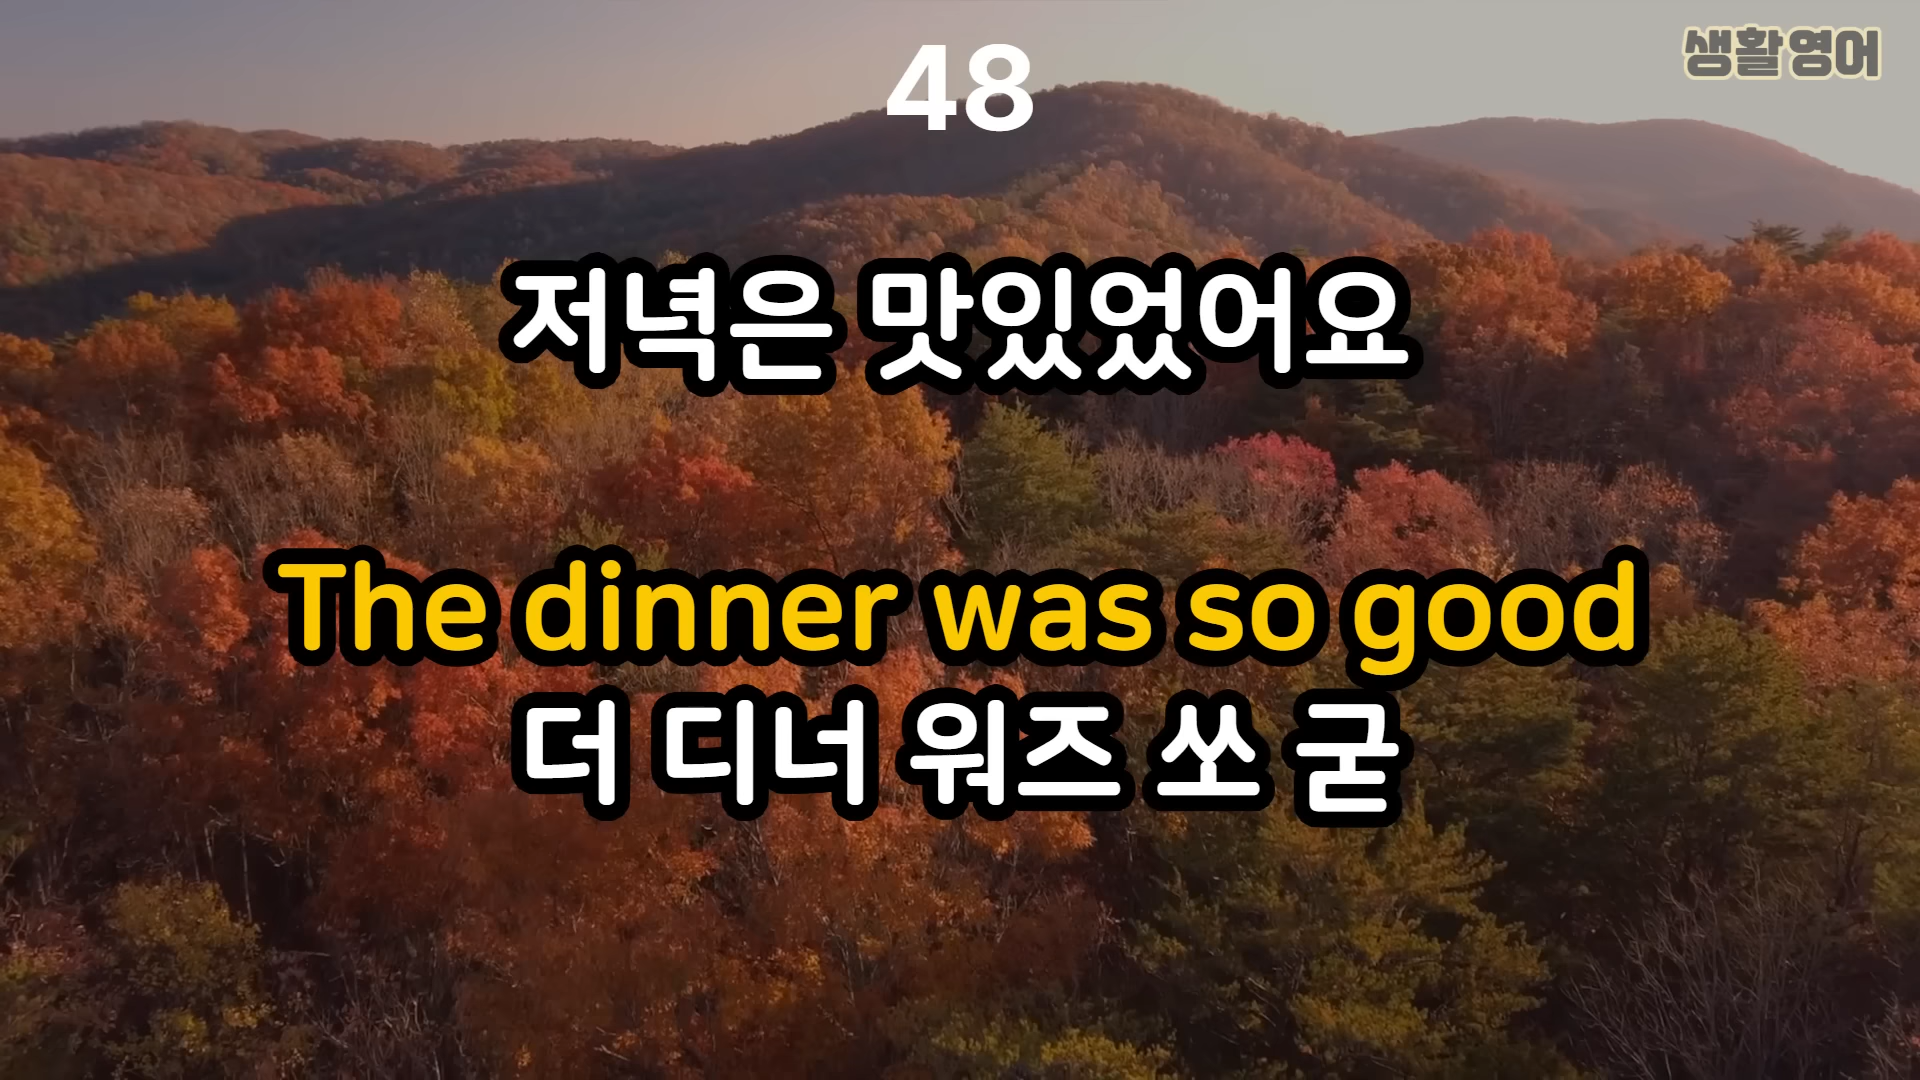 48
생활영어
저녁은 맛있었어요
The dinner was so good
더 디너 워즈 쏘 굳